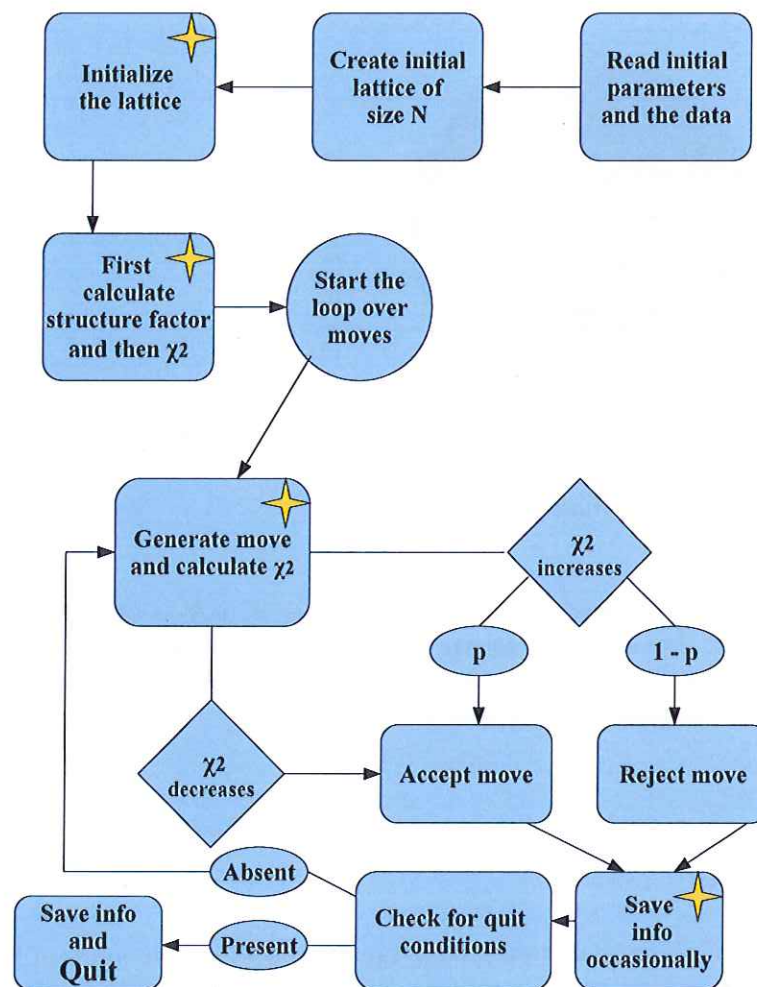 Initialize
the lattice
Create initial
lattice of
size N
Read initial
parameters
and the data
First
calculate
structure factor
and then χ2
Start the
loop over
moves
Generate move
and calculate χ2
χ2
increases
p
1 - p
χ2
decreases
Accept move
Reject move
Absent
Save info
and
Quit
Present
Check for quit
conditions
Save
info
occasionally